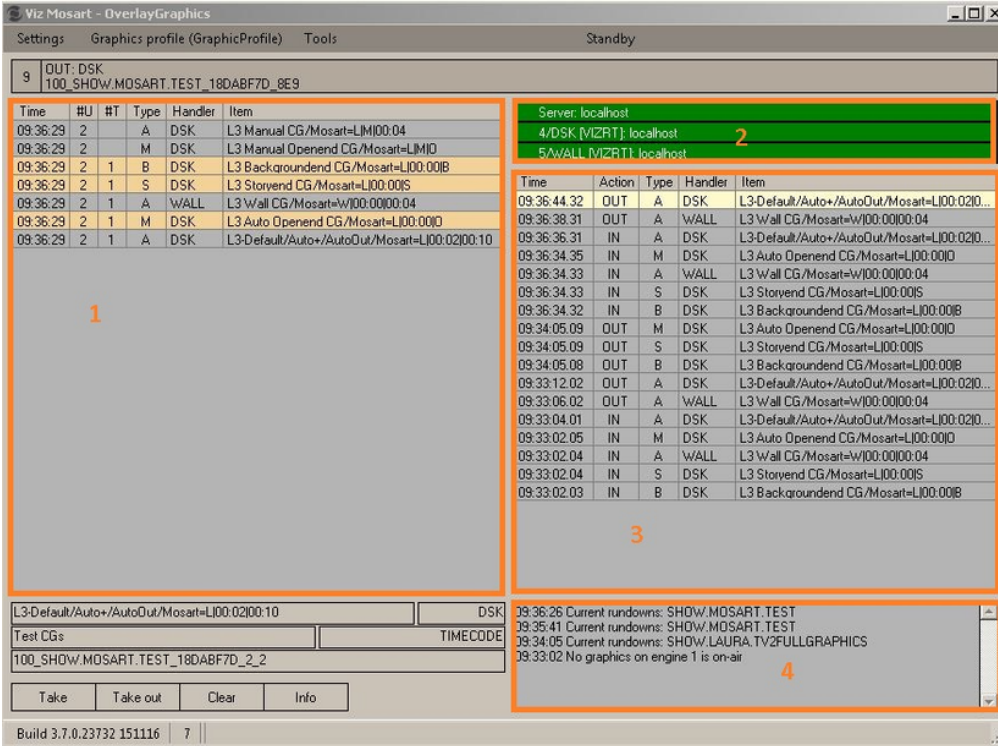 Viz Mosart - OverlayGraphics
Settings Graphics profile (GraphicProfile) Tools Standby
9 OUT: DSK
100_SHOW.MOSART.TEST_18DABF7D_8E9
Time #U #T Type Handler Item
09:36:29 2 A DSK L3 Manual CG/Mosart=L|M|00:04
09:36:29 2 M DSK L3 Manual Openend CG/Mosart=L|M|O
09:36:29 2 1 B DSK L3 Backgroundend CG/Mosart=L|00:00|B
09:36:29 2 1 S DSK L3 Storyend CG/Mosart=L|00:00|S
09:36:29 2 1 A WALL L3 Wall CG/Mosart=W|00:00|00:04
09:36:29 2 1 M DSK L3 Auto Openend CG/Mosart=L|00:00|O
09:36:29 2 1 A DSK L3-Default/Auto+/AutoOut/Mosart=L|00:02|00:10
1
Server: localhost
4/DSK [VIZRT]: localhost
5/WALL [VIZRT]: localhost
2
Time Action Type Handler Item
09:36:44.32 OUT A DSK L3-Default/Auto+/AutoOut/Mosart=L|00:02|0...
09:36:38.31 OUT A WALL L3 Wall CG/Mosart=W|00:00|00:04
09:36:36.31 IN A DSK L3-Default/Auto+/AutoOut/Mosart=L|00:02|0...
09:36:34.35 IN M DSK L3 Auto Openend CG/Mosart=L|00:00|O
09:36:34.33 IN A WALL L3 Wall CG/Mosart=W|00:00|00:04
09:36:34.33 IN S DSK L3 Storyend CG/Mosart=L|00:00|S
09:36:34.32 IN B DSK L3 Backgroundend CG/Mosart=L|00:00|B
09:34:05.09 OUT M DSK L3 Auto Openend CG/Mosart=L|00:00|O
09:34:05.09 OUT S DSK L3 Storyend CG/Mosart=L|00:00|S
09:34:05.08 OUT B DSK L3 Backgroundend CG/Mosart=L|00:00|B
09:33:12.02 OUT A DSK L3-Default/Auto+/AutoOut/Mosart=L|00:02|0...
09:33:06.02 OUT A WALL L3 Wall CG/Mosart=W|00:00|00:04
09:33:04.01 IN A DSK L3-Default/Auto+/AutoOut/Mosart=L|00:02|0...
09:33:02.05 IN M DSK L3 Auto Openend CG/Mosart=L|00:00|O
09:33:02.04 IN A WALL L3 Wall CG/Mosart=W|00:00|00:04
09:33:02.04 IN S DSK L3 Storyend CG/Mosart=L|00:00|S
09:33:02.03 IN B DSK L3 Backgroundend CG/Mosart=L|00:00|B
3
L3-Default/Auto+/AutoOut/Mosart=L|00:02|00:10 DSK
Test CGs TIMECODE
100_SHOW.MOSART.TEST_18DABF7D_2_2
Take Take out Clear Info
09:36:26 Current rundowns: SHOW.MOSART.TEST
09:35:41 Current rundowns: SHOW.MOSART.TEST
09:34:05 Current rundowns: SHOW.LAURA.TV2FULLGRAPHICS
09:33:02 No graphics on engine 1 is on-air
4
Build 3.7.0.23732 151116 7